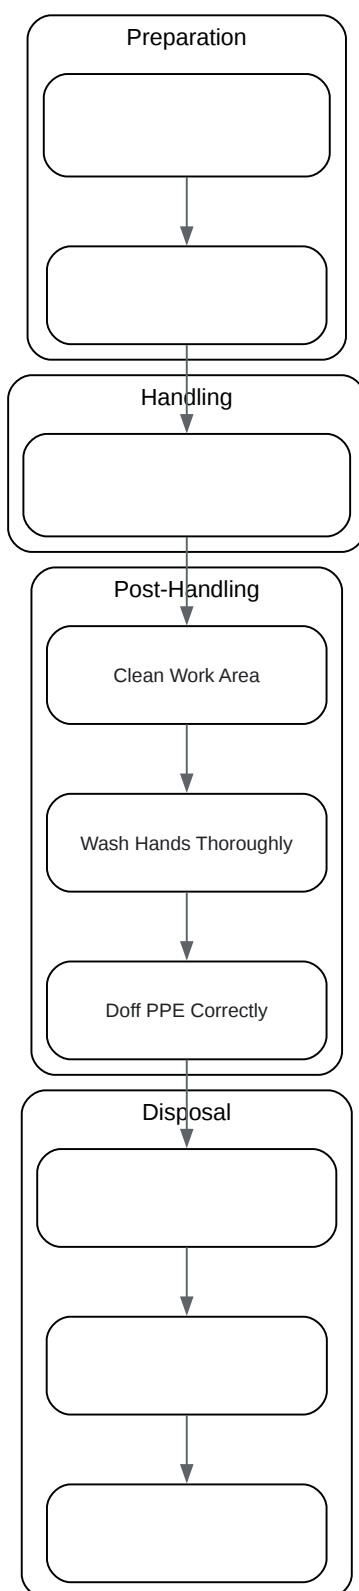 Preparation
Handling
Post-Handling
Clean Work Area
Wash Hands Thoroughly
Doff PPE Correctly
Disposal